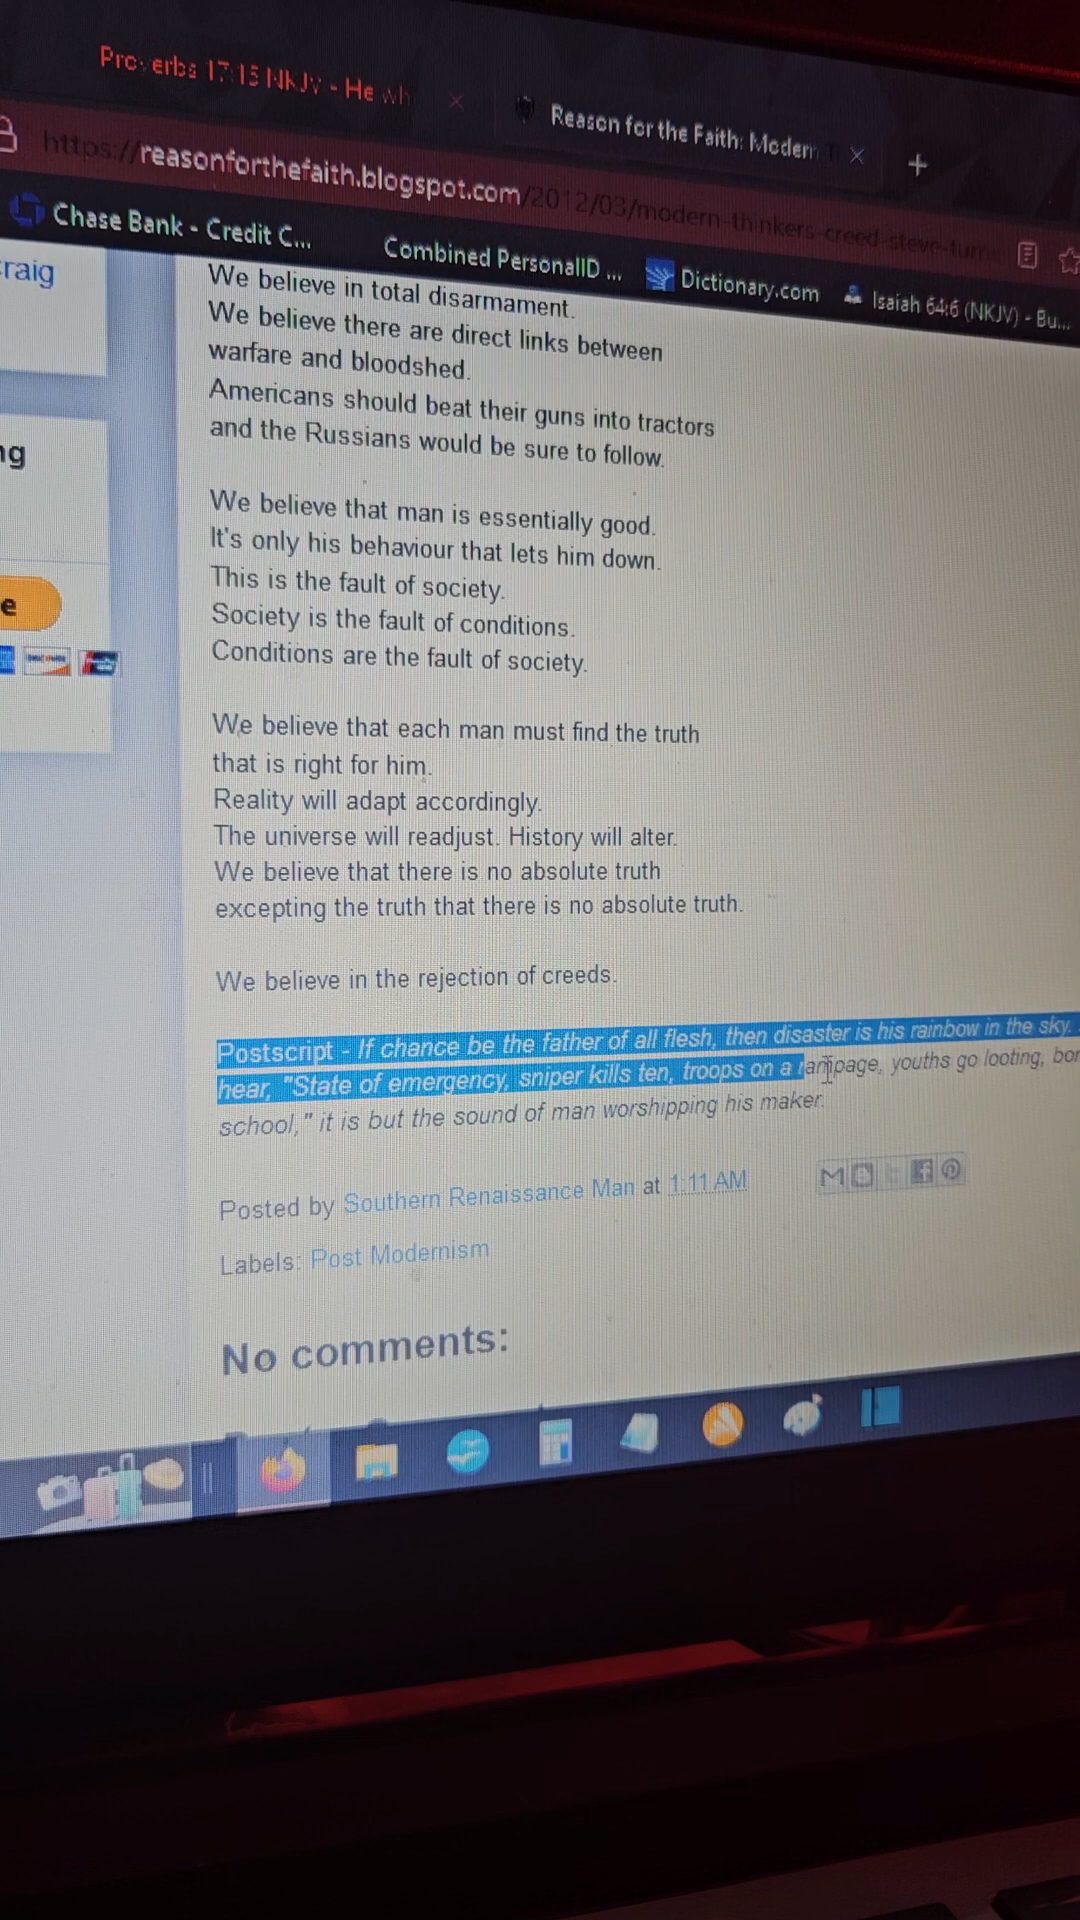 Proverbs 17:15 NKJV - He wh
Reason for the Faith: Modern T
https://reasonforthefaith.blogspot.com/2012/03/modern-thinkers-creed-steve-turn
Chase Bank - Credit C...
Combined PersonalID ...
Dictionary.com
Isaiah 64:6 (NKJV) - Bu...
raig
ng
e
We believe in total disarmament.
We believe there are direct links between
warfare and bloodshed.
Americans should beat their guns into tractors
and the Russians would be sure to follow.
We believe that man is essentially good.
It's only his behaviour that lets him down.
This is the fault of society.
Society is the fault of conditions.
Conditions are the fault of society.
We believe that each man must find the truth
that is right for him.
Reality will adapt accordingly.
The universe will readjust. History will alter.
We believe that there is no absolute truth
excepting the truth that there is no absolute truth.
We believe in the rejection of creeds.
Postscript - If chance be the father of all flesh, then disaster is his rainbow in the sky.
hear, "State of emergency, sniper kills ten, troops on a rampage, youths go looting, bo
school," it is but the sound of man worshipping his maker.
Posted by Southern Renaissance Man at 1:11 AM
Labels: Post Modernism
No comments: